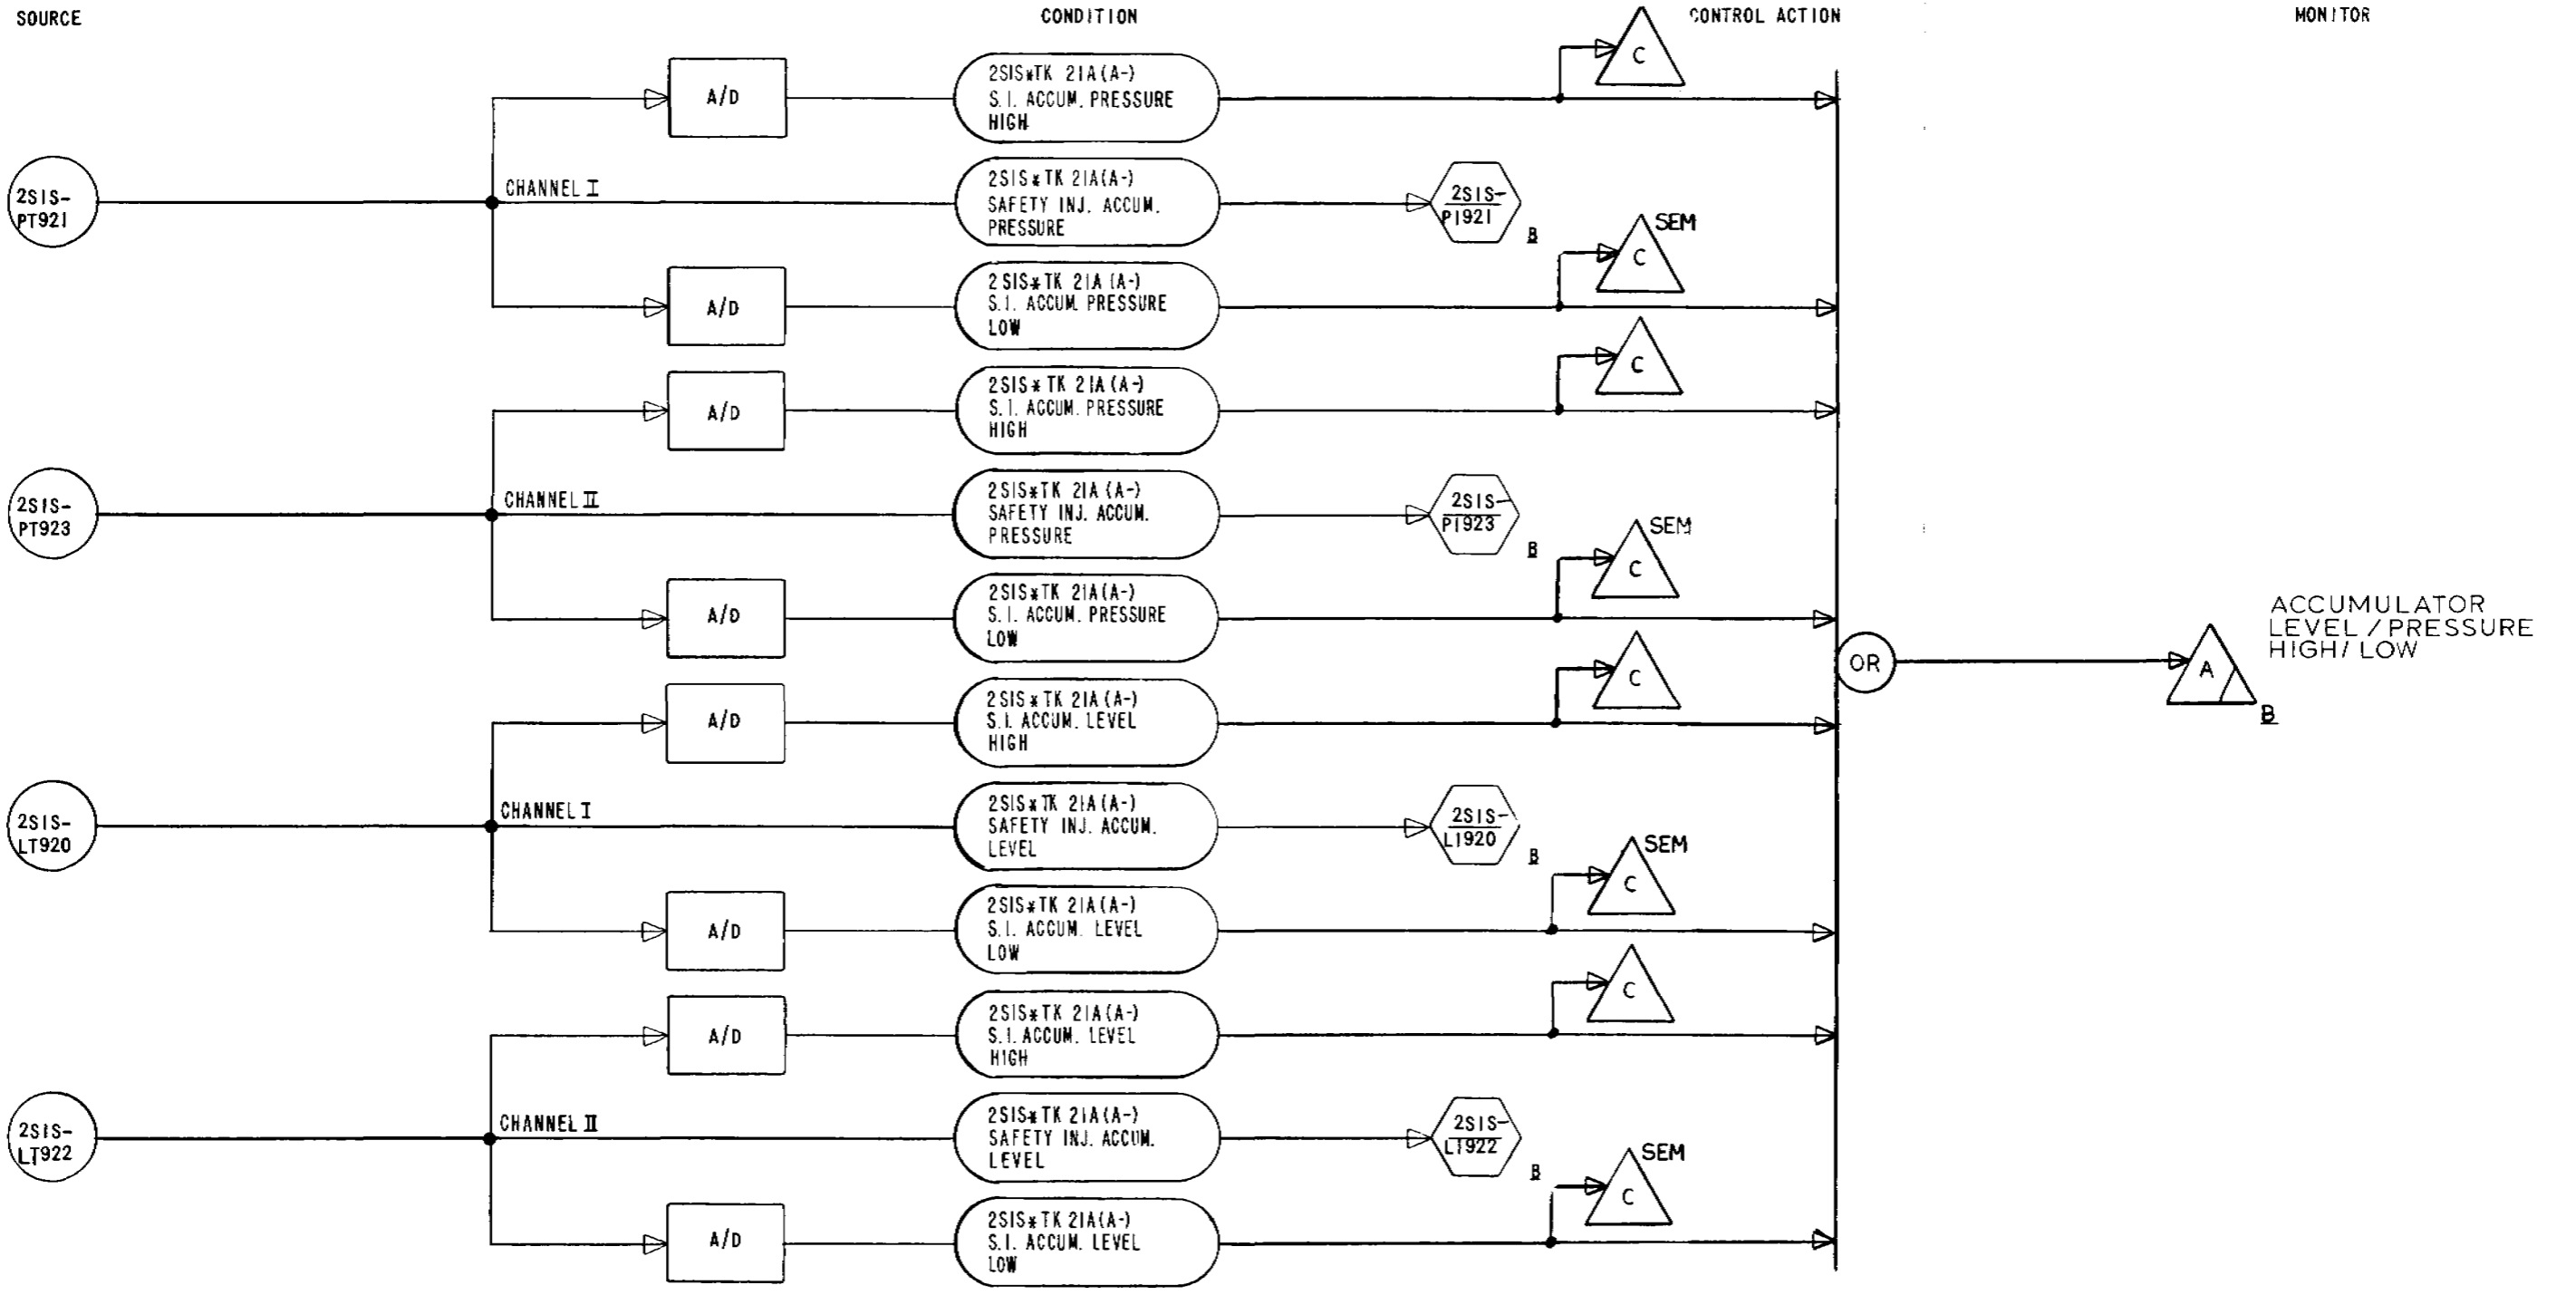 SOURCE
CONDITION
CONTROL ACTION
MONITOR
C
A/D
2SIS*TK 21A(A-)
S.I. ACCUM. PRESSURE
HIGH
2SIS-
PT921
CHANNEL I
2SIS*TK 21A(A-)
SAFETY INJ. ACCUM.
PRESSURE
2SIS-
PI921
B
SEM
C
A/D
2SIS*TK 21A (A-)
S.I. ACCUM. PRESSURE
LOW
C
A/D
2SIS*TK 21A (A-)
S.I. ACCUM. PRESSURE
HIGH
2SIS-
PT923
CHANNEL II
2SIS*TK 21A (A-)
SAFETY INJ. ACCUM.
PRESSURE
2SIS-
PI923
B
SEM
C
A/D
2SIS*TK 21A(A-)
S.I. ACCUM. PRESSURE
LOW
OR
A
B
ACCUMULATOR
LEVEL/PRESSURE
HIGH/LOW
C
A/D
2SIS*TK 21A (A-)
S.I. ACCUM. LEVEL
HIGH
2SIS-
LT920
CHANNEL I
2SIS*TK 21A(A-)
SAFETY INJ. ACCUM.
LEVEL
2SIS-
LI920
B
SEM
C
A/D
2SIS*TK 21A(A-)
S.I. ACCUM. LEVEL
LOW
C
A/D
2SIS*TK 21A(A-)
S.I. ACCUM. LEVEL
HIGH
2SIS-
LT922
CHANNEL II
2SIS*TK 21A(A-)
SAFETY INJ. ACCUM.
LEVEL
2SIS-
LI922
B
SEM
C
A/D
2SIS*TK 21A(A-)
S.I. ACCUM. LEVEL
LOW